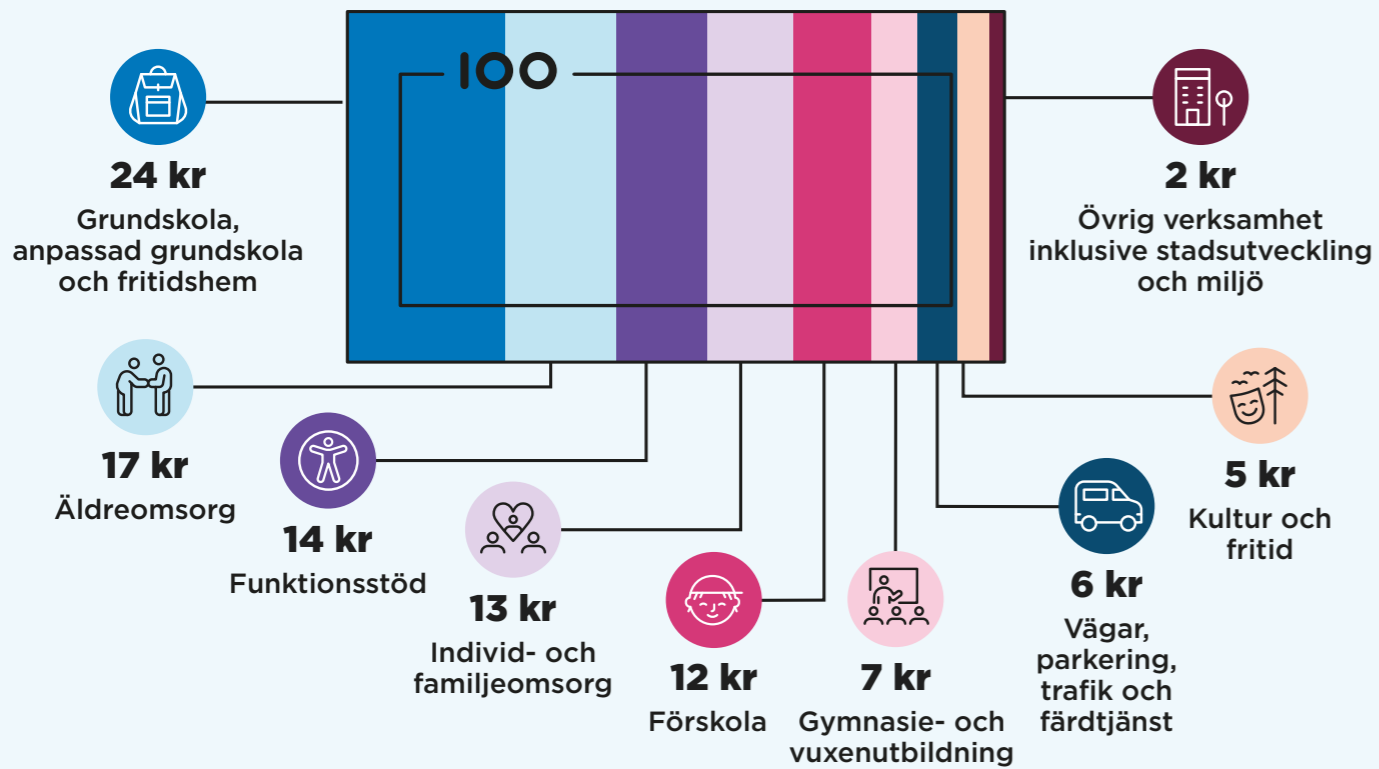 100
24 kr
Grundskola,
anpassad grundskola
och fritidshem
17 kr
Äldreomsorg
14 kr
Funktionsstöd
13 kr
Individ- och
familjeomsorg
12 kr
Förskola
7 kr
Gymnasie- och
vuxenutbildning
6 kr
Vägar,
parkering,
trafik och
färdtjänst
5 kr
Kultur och
fritid
2 kr
Övrig verksamhet
inklusive stadsutveckling
och miljö